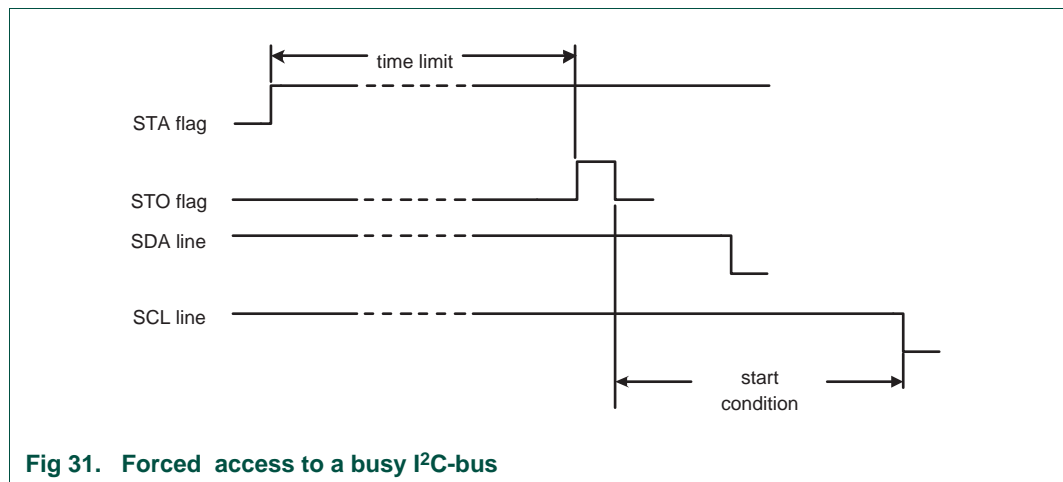 time limit
STA flag
STO flag
SDA line
SCL line
start
condition
Fig 31. Forced access to a busy I²C-bus